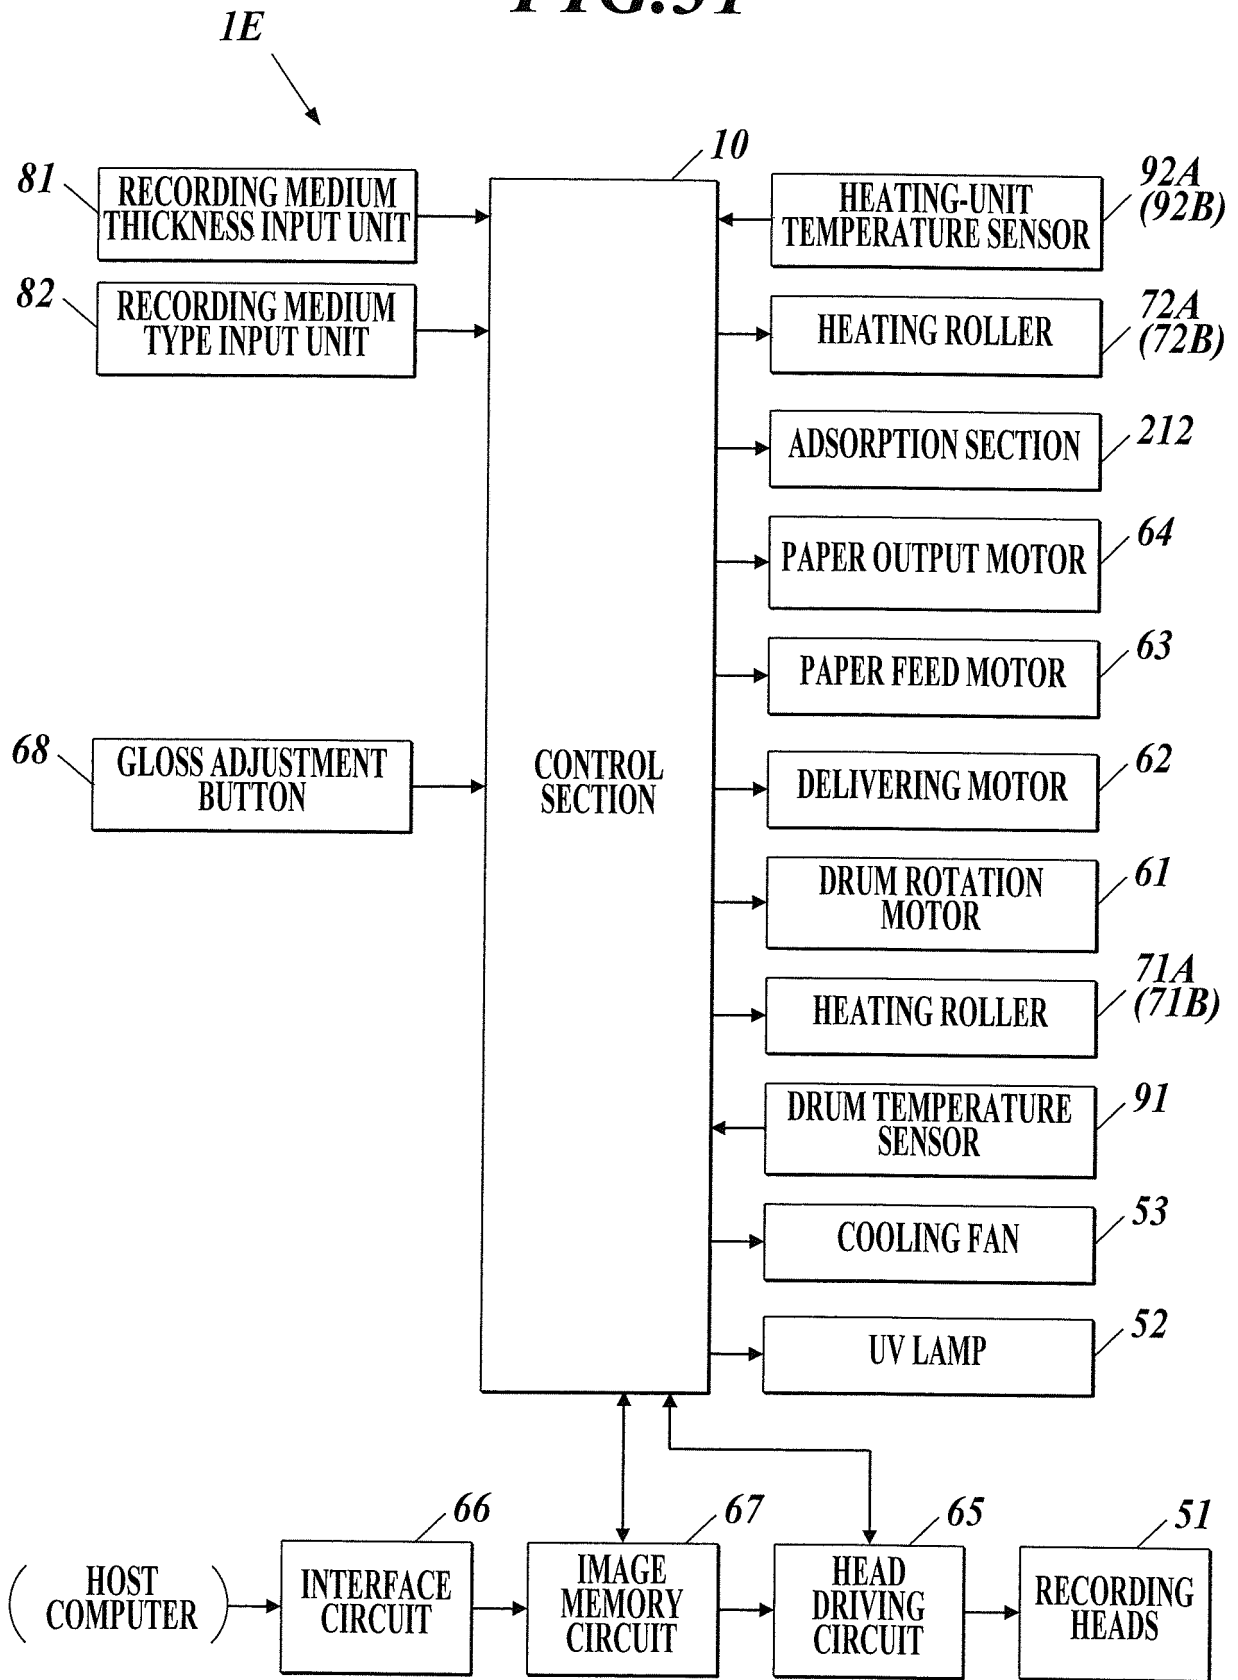 FIG.31
1E
10
81
RECORDING MEDIUM
THICKNESS INPUT UNIT
82
RECORDING MEDIUM
TYPE INPUT UNIT
68
GLOSS ADJUSTMENT
BUTTON
CONTROL
SECTION
HEATING-UNIT
TEMPERATURE SENSOR
92A
(92B)
HEATING ROLLER
72A
(72B)
ADSORPTION SECTION
212
PAPER OUTPUT MOTOR
64
PAPER FEED MOTOR
63
DELIVERING MOTOR
62
DRUM ROTATION
MOTOR
61
HEATING ROLLER
71A
(71B)
DRUM TEMPERATURE
SENSOR
91
COOLING FAN
53
UV LAMP
52
(HOST
COMPUTER)
66
INTERFACE
CIRCUIT
67
IMAGE
MEMORY
CIRCUIT
65
HEAD
DRIVING
CIRCUIT
51
RECORDING
HEADS